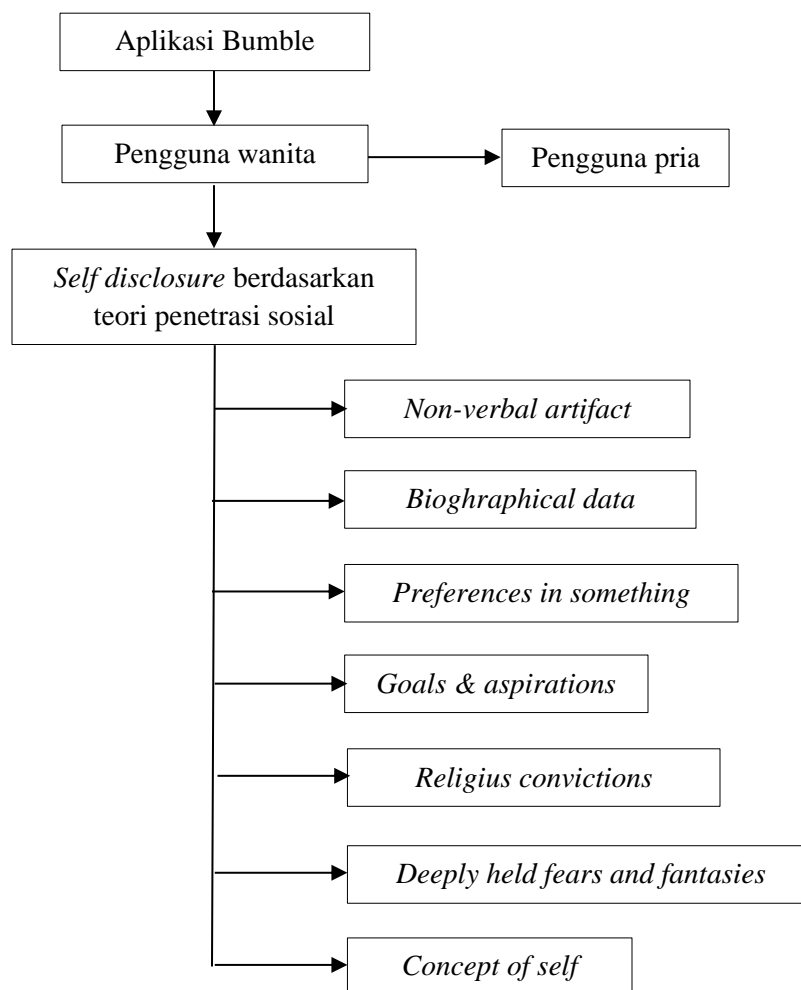 Aplikasi Bumble
Pengguna wanita
Pengguna pria
Self disclosure berdasarkan
teori penetrasi sosial
Non-verbal artifact
Bioghraphical data
Preferences in something
Goals & aspirations
Religius convictions
Deeply held fears and fantasies
Concept of self